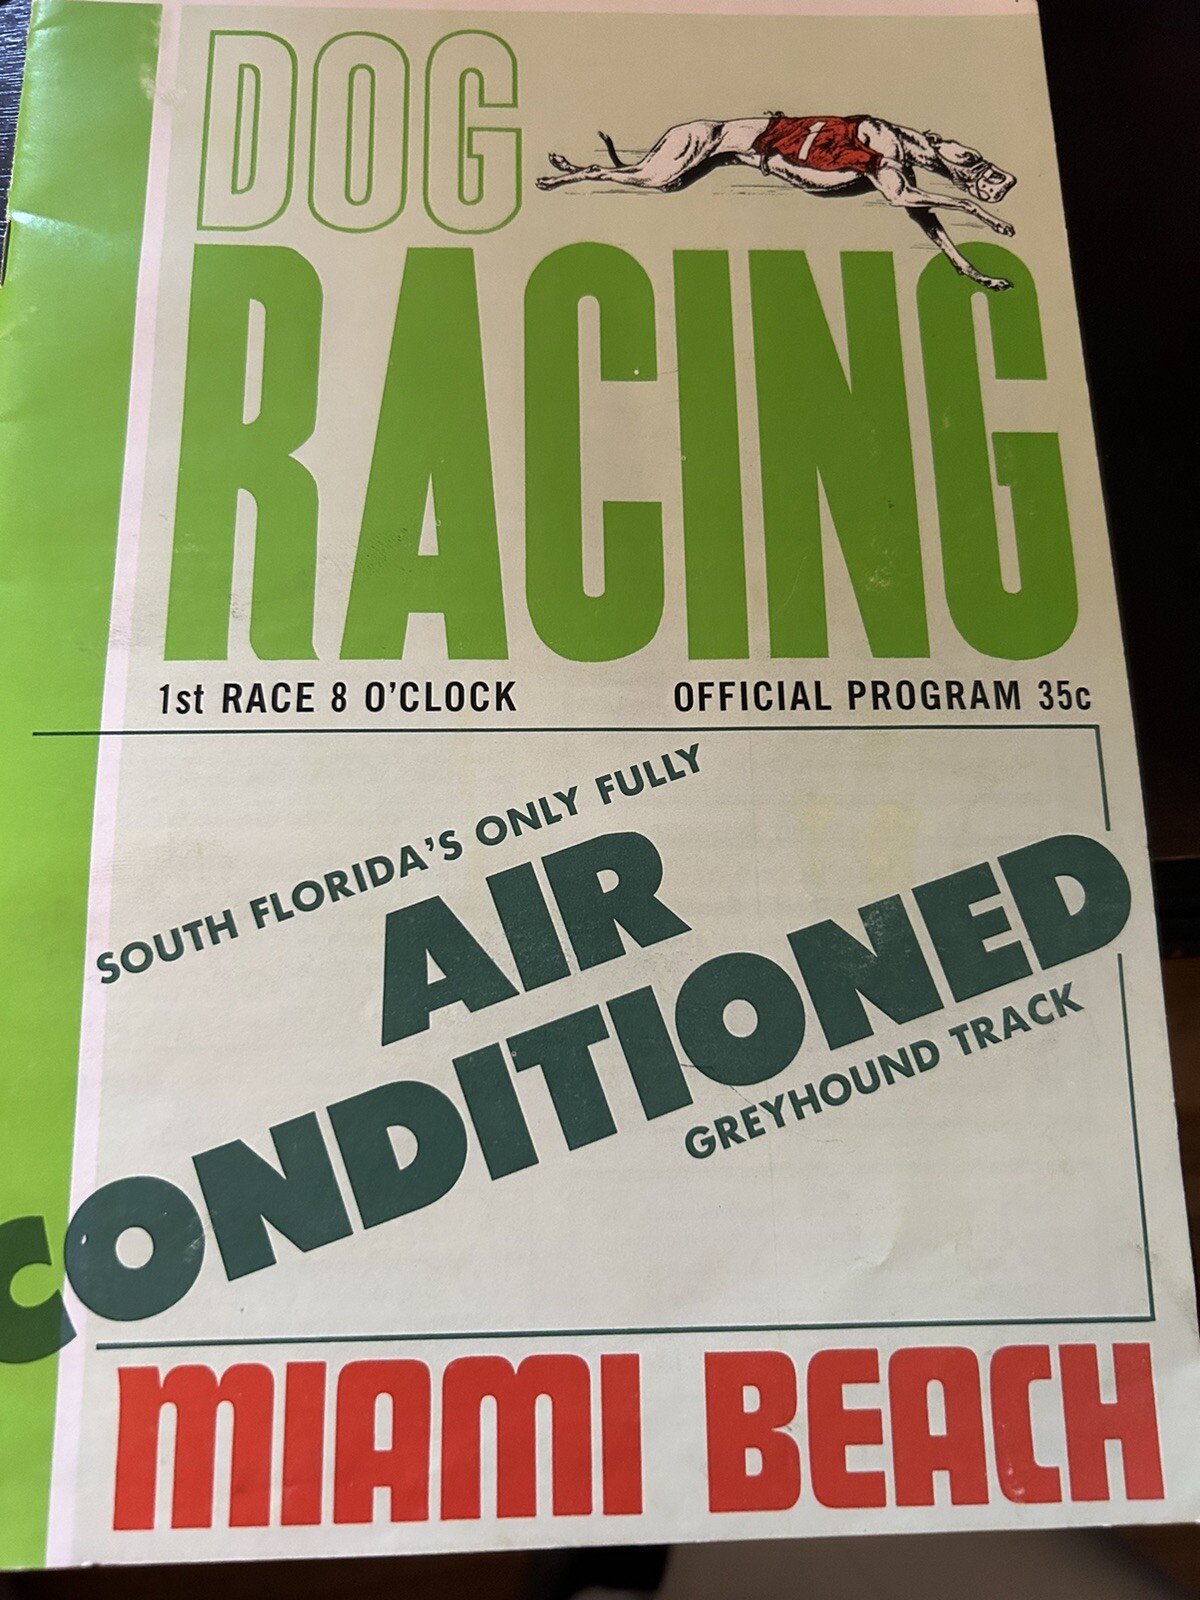 DOG
1
RACING
1st RACE 8 O'CLOCK OFFICIAL PROGRAM 35c
SOUTH FLORIDA'S ONLY FULLY
AIR
CONDITIONED
GREYHOUND TRACK
MIAMI BEACH